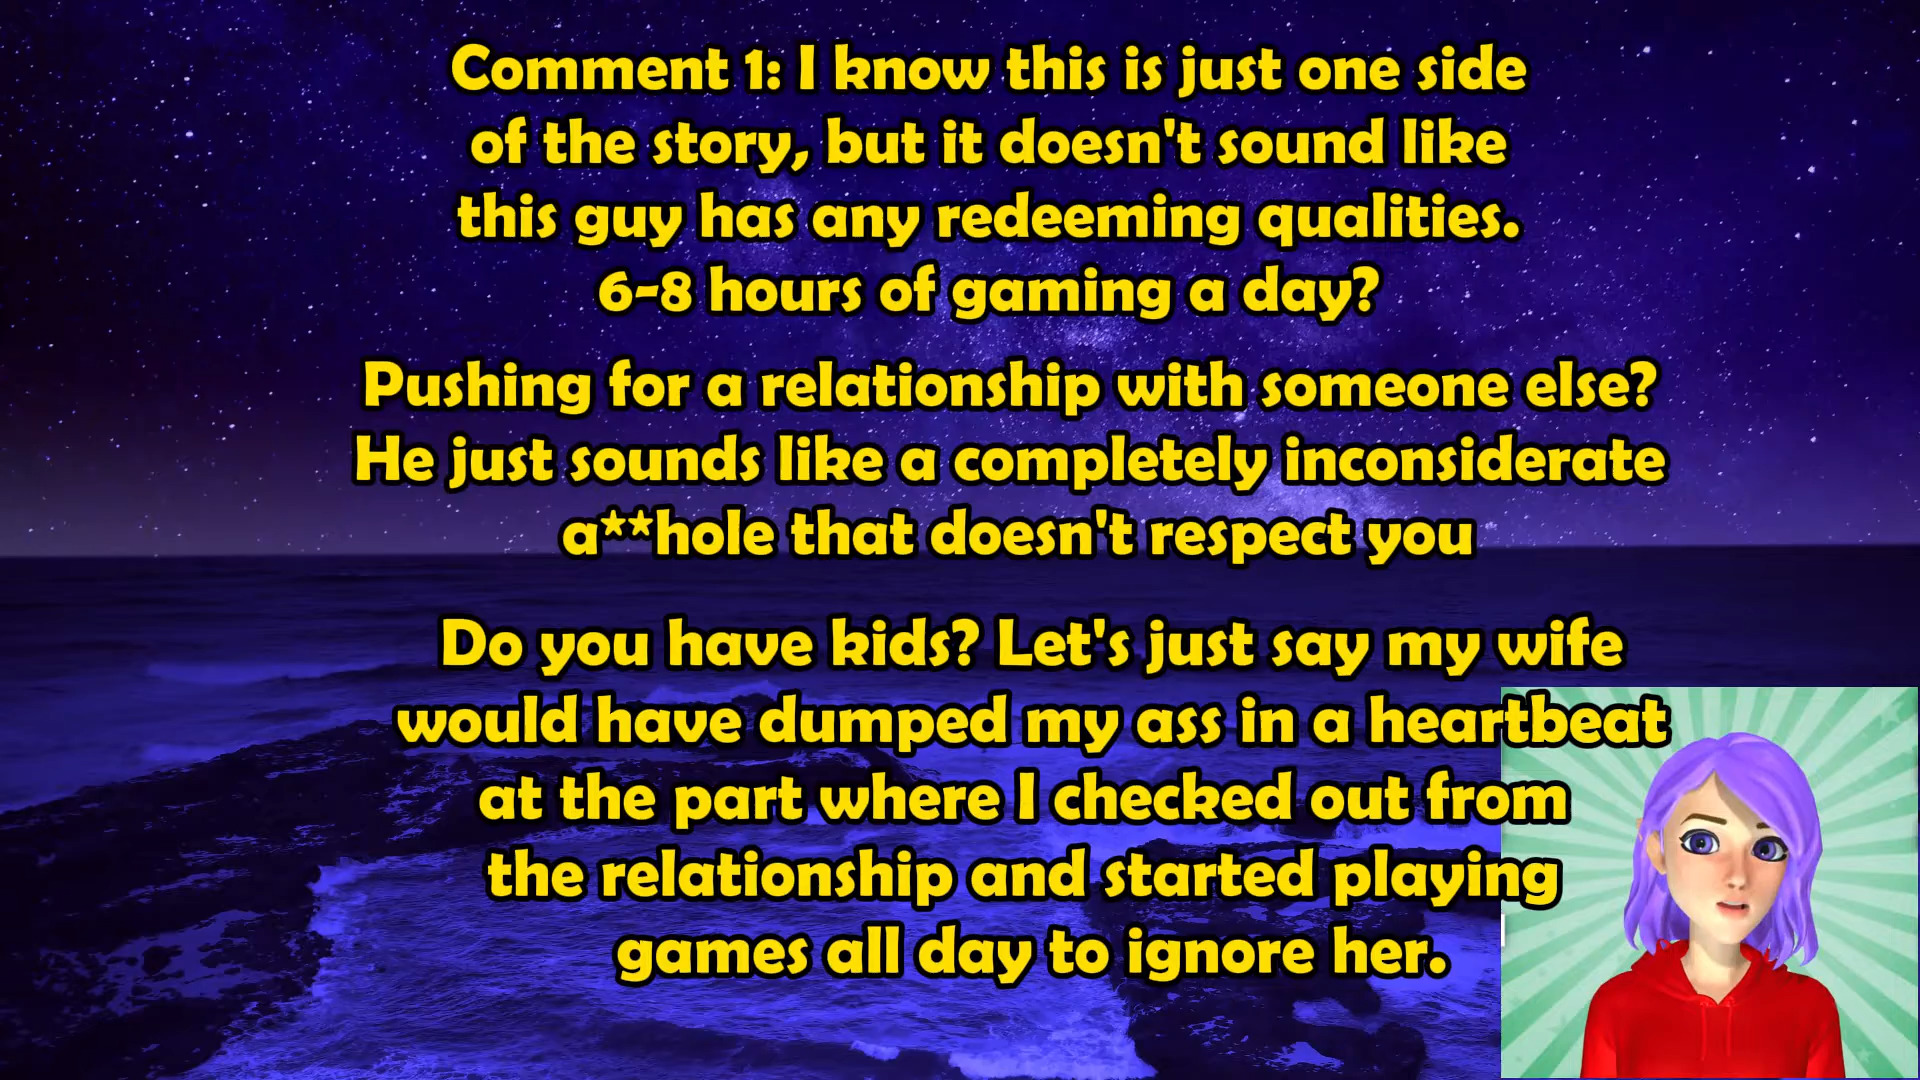 Comment 1: I know this is just one side
of the story, but it doesn't sound like
this guy has any redeeming qualities.
6-8 hours of gaming a day?
Pushing for a relationship with someone else?
He just sounds like a completely inconsiderate
a**hole that doesn't respect you
Do you have kids? Let's just say my wife
would have dumped my ass in a heartbeat
at the part where I checked out from
the relationship and started playing
games all day to ignore her.